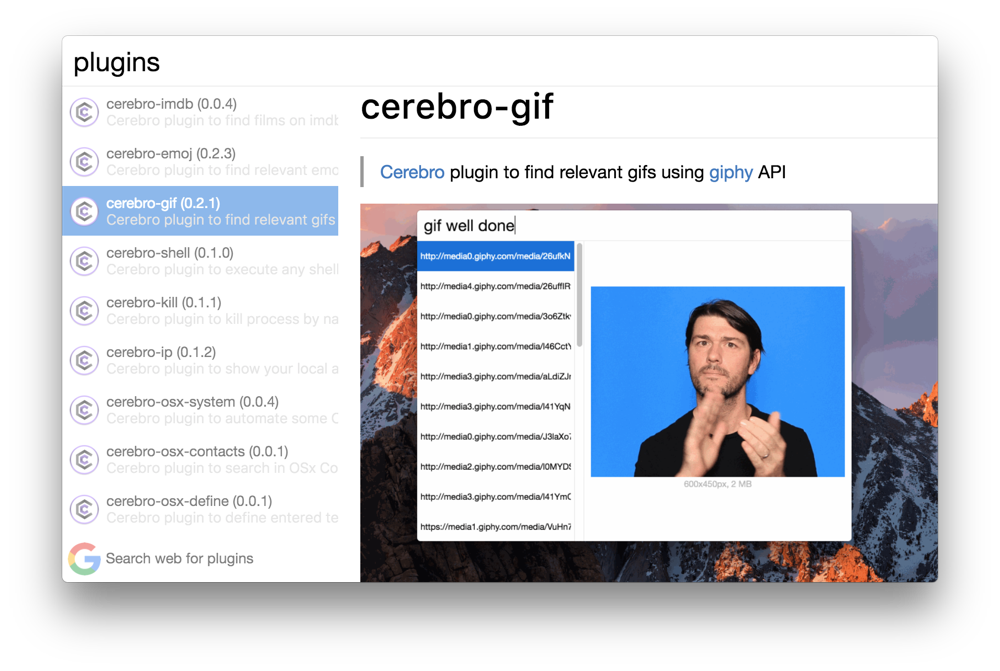 plugins
cerebro-imdb (0.0.4)
Cerebro plugin to find films on imdb
cerebro-emoj (0.2.3)
Cerebro plugin to find relevant emo
cerebro-gif (0.2.1)
Cerebro plugin to find relevant gifs
cerebro-shell (0.1.0)
Cerebro plugin to execute any shell
cerebro-kill (0.1.1)
Cerebro plugin to kill process by na
cerebro-ip (0.1.2)
Cerebro plugin to show your local a
cerebro-osx-system (0.0.4)
Cerebro plugin to automate some O
cerebro-osx-contacts (0.0.1)
Cerebro plugin to search in OSx Co
cerebro-osx-define (0.0.1)
Cerebro plugin to define entered te
Search web for plugins
cerebro-gif
Cerebro plugin to find relevant gifs using giphy API
gif well done
http://media0.giphy.com/media/26ufkN
http://media4.giphy.com/media/26ufflR
http://media0.giphy.com/media/3o6Ztk
http://media1.giphy.com/media/l46CctY
http://media3.giphy.com/media/aLdiZJ
http://media3.giphy.com/media/l41YqN
http://media0.giphy.com/media/J3laXo
http://media2.giphy.com/media/l0MYD
http://media3.giphy.com/media/l41Ym
https://media1.giphy.com/media/VuHn
600x450px, 2 MB